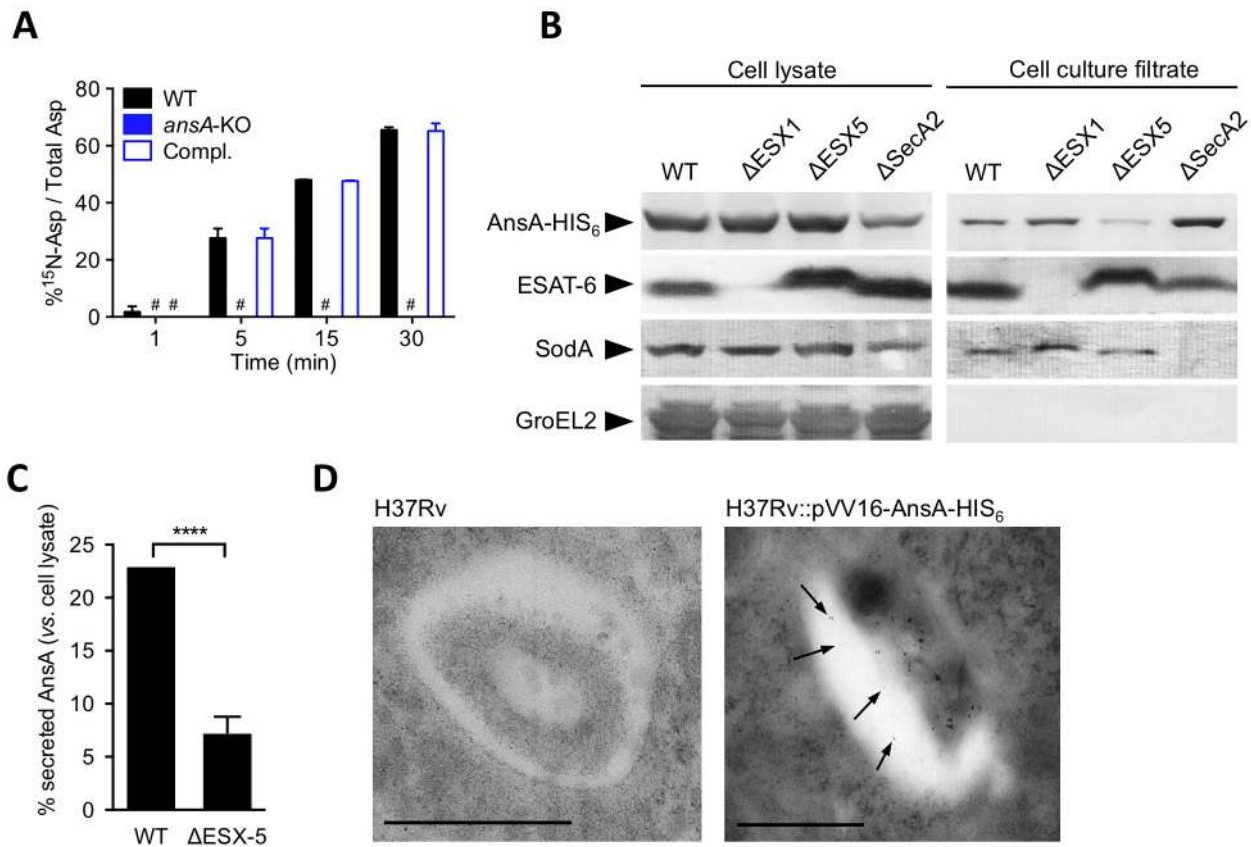 A
80
60
40
20
0
%¹⁵N-Asp / Total Asp
WT
ansA-KO
Compl.
# # # # #
1 5 15 30
Time (min)
B
Cell lysate Cell culture filtrate
WT ΔESX1 ΔESX5 ΔSecA2 WT ΔESX1 ΔESX5 ΔSecA2
AnsA-HIS₆
ESAT-6
SodA
GroEL2
C
25
20
15
10
5
0
% secreted AnsA (vs. cell lysate)
****
WT ΔESX-5
D
H37Rv H37Rv::pVV16-AnsA-HIS₆